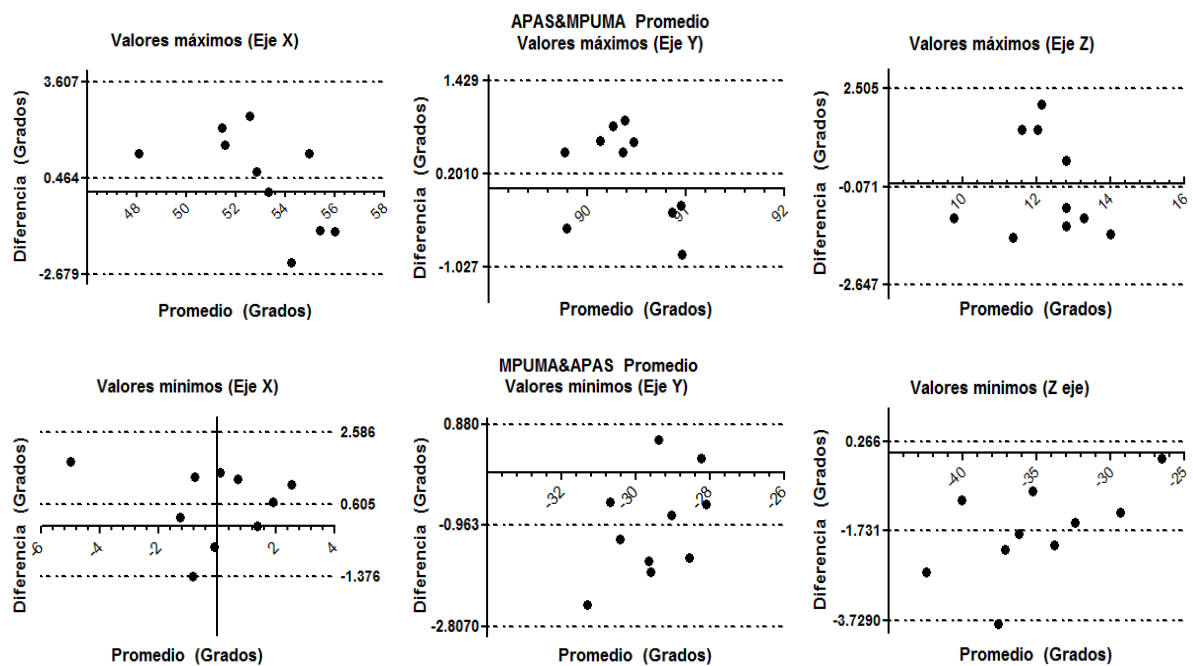 APAS&MPUMA Promedio
Valores máximos (Eje X)
Valores máximos (Eje Y)
Valores máximos (Eje Z)
Diferencia (Grados)
3.607
0.464
-2.679
48 50 52 54 56 58
Promedio (Grados)
Diferencia (Grados)
1.429
0.2010
-1.027
90 91 92
Promedio (Grados)
Diferencia (Grados)
2.505
-0.071
-2.647
10 12 14 16
Promedio (Grados)
MPUMA&APAS Promedio
Valores mínimos (Eje X)
Valores mínimos (Eje Y)
Valores mínimos (Z eje)
Diferencia (Grados)
2.586
0.605
-1.376
-6 -4 -2 0 2 4
Promedio (Grados)
Diferencia (Grados)
0.880
-0.963
-2.8070
-32 -30 -28 -26
Promedio (Grados)
Diferencia (Grados)
0.266
-1.731
-3.7290
-40 -35 -30 -25
Promedio (Grados)